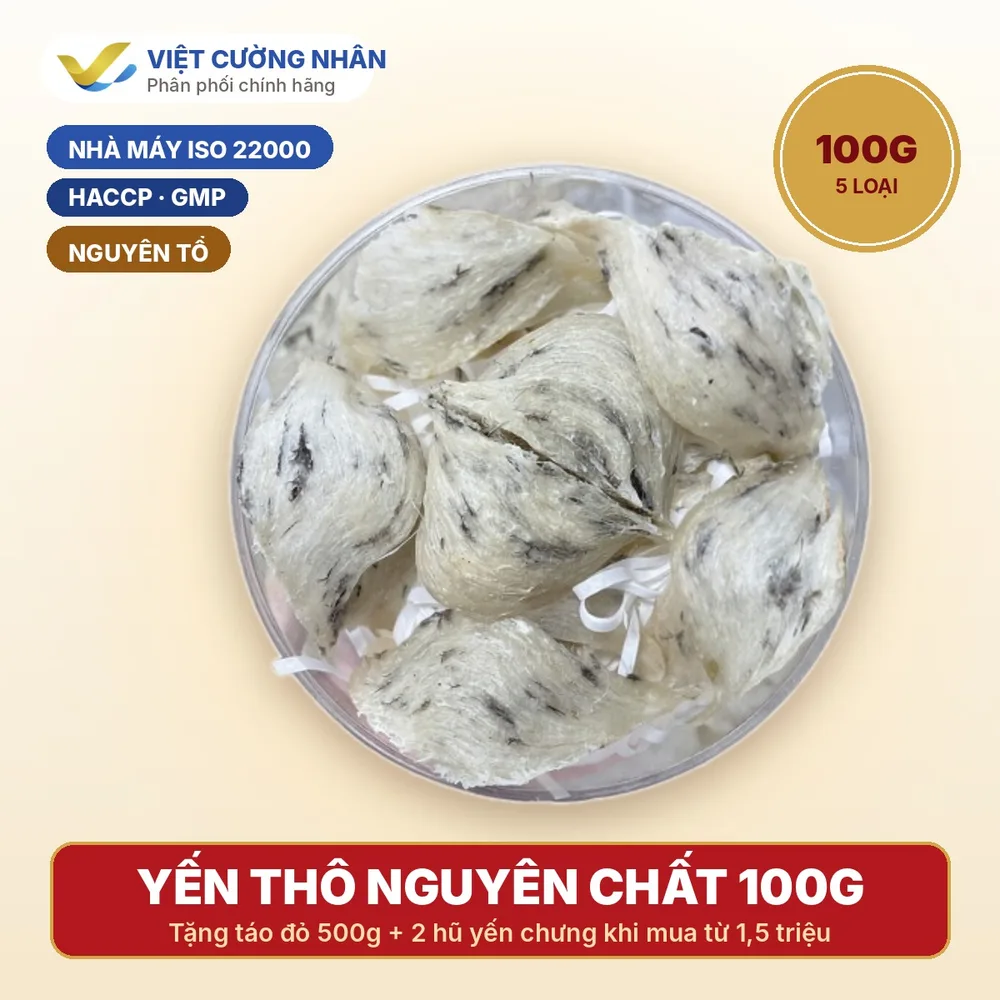 VIỆT CƯỜNG NHÂN
Phân phối chính hãng
NHÀ MÁY ISO 22000
HACCP · GMP
NGUYÊN TỔ
100G
5 LOẠI
YẾN THÔ NGUYÊN CHẤT 100G
Tặng táo đỏ 500g + 2 hũ yến chưng khi mua từ 1,5 triệu